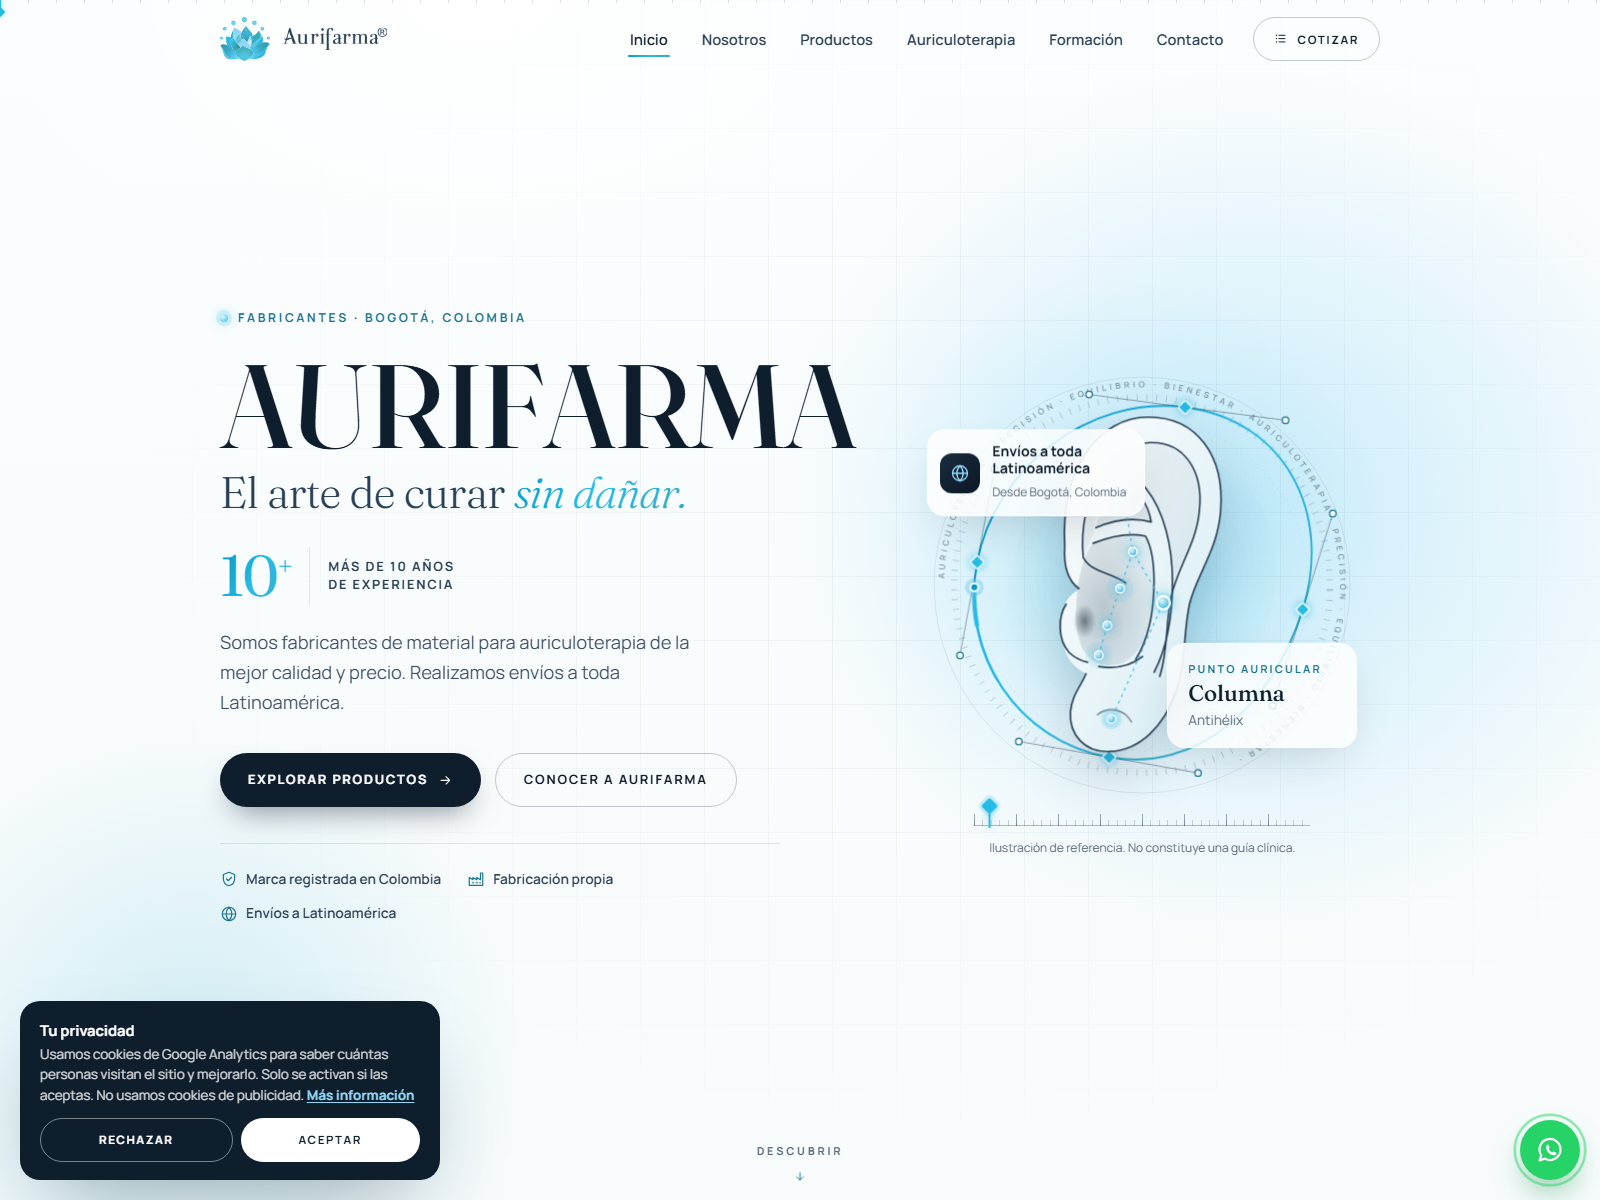 Aurifarma®
Inicio
Nosotros
Productos
Auriculoterapia
Formación
Contacto
COTIZAR
FABRICANTES · BOGOTÁ, COLOMBIA
AURIFARMA
El arte de curar sin dañar.
10+
MÁS DE 10 AÑOS
DE EXPERIENCIA
Somos fabricantes de material para auriculoterapia de la
mejor calidad y precio. Realizamos envíos a toda
Latinoamérica.
EXPLORAR PRODUCTOS →
CONOCER A AURIFARMA
Marca registrada en Colombia
Fabricación propia
Envíos a Latinoamérica
EQUILIBRIO · BIENESTAR · AURICULOTERAPIA · PRECISIÓN ·
Envíos a toda
Latinoamérica
Desde Bogotá, Colombia
PUNTO AURICULAR
Columna
Antihélix
Ilustración de referencia. No constituye una guía clínica.
Tu privacidad
Usamos cookies de Google Analytics para saber cuántas
personas visitan el sitio y mejorarlo. Solo se activan si las
aceptas. No usamos cookies de publicidad. Más información
RECHAZAR
ACEPTAR
DESCUBRIR